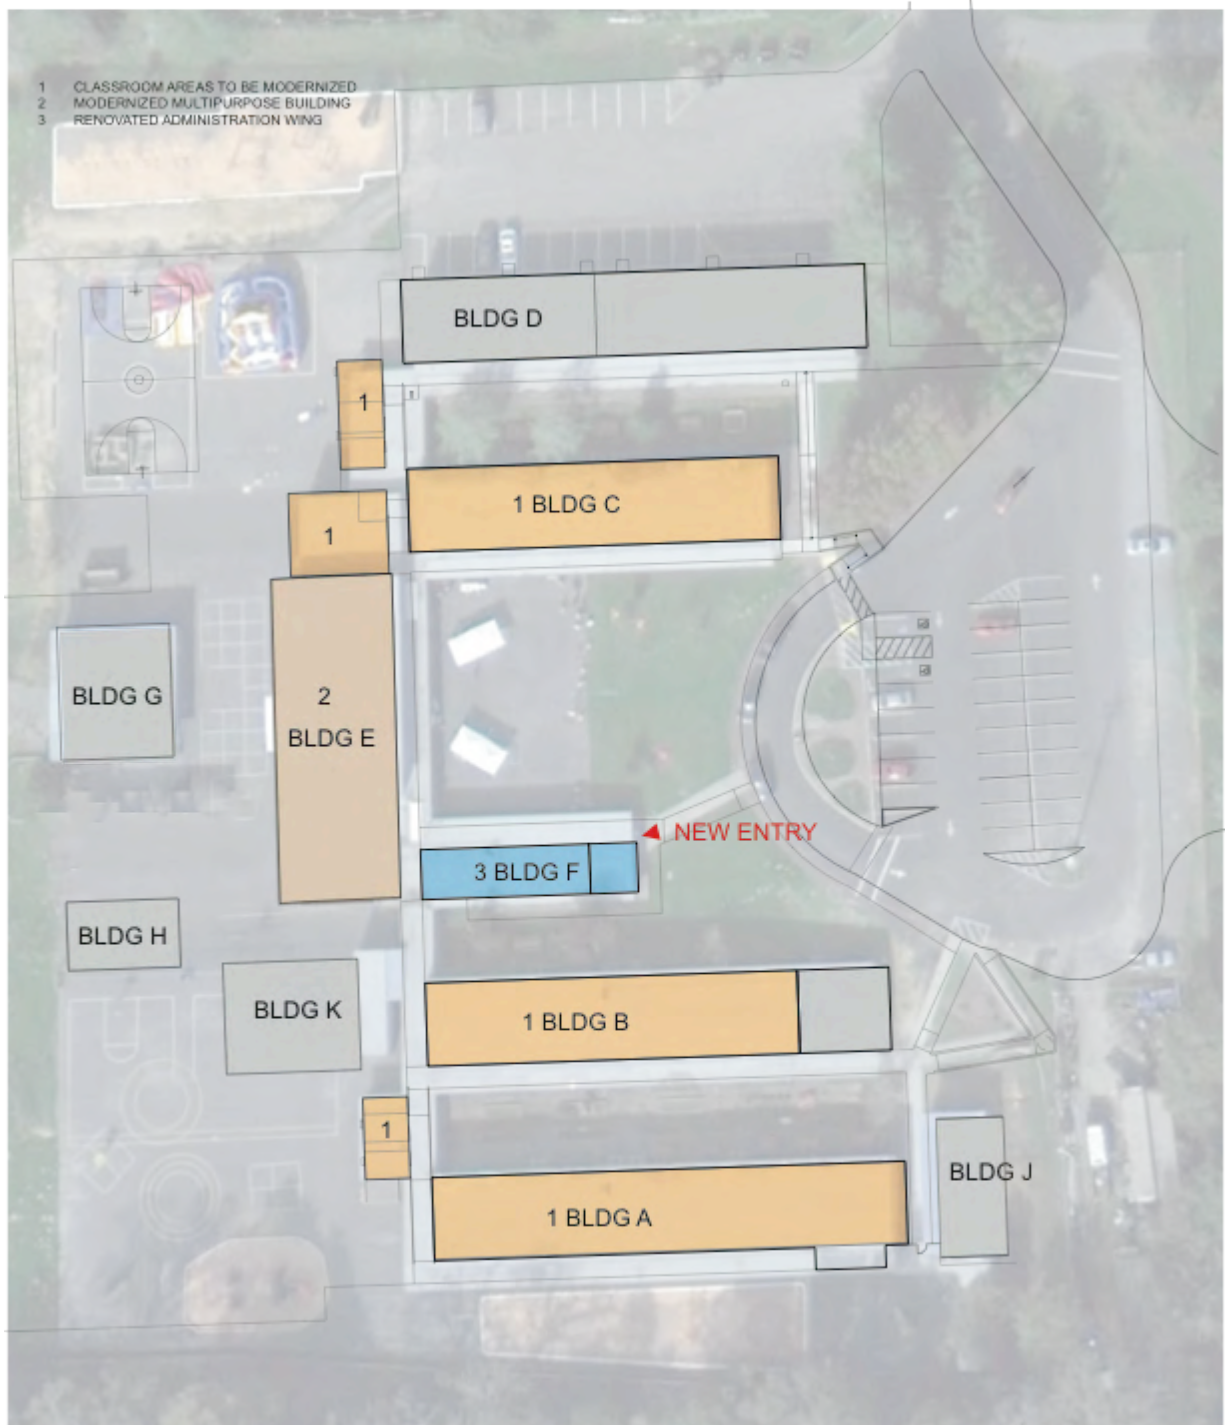 1 CLASSROOM AREAS TO BE MODERNIZED
2 MODERNIZED MULTIPURPOSE BUILDING
3 RENOVATED ADMINISTRATION WING
BLDG D
1
1 BLDG C
1
BLDG G
2
BLDG E
NEW ENTRY
3 BLDG F
BLDG H
BLDG K
1 BLDG B
1
BLDG J
1 BLDG A